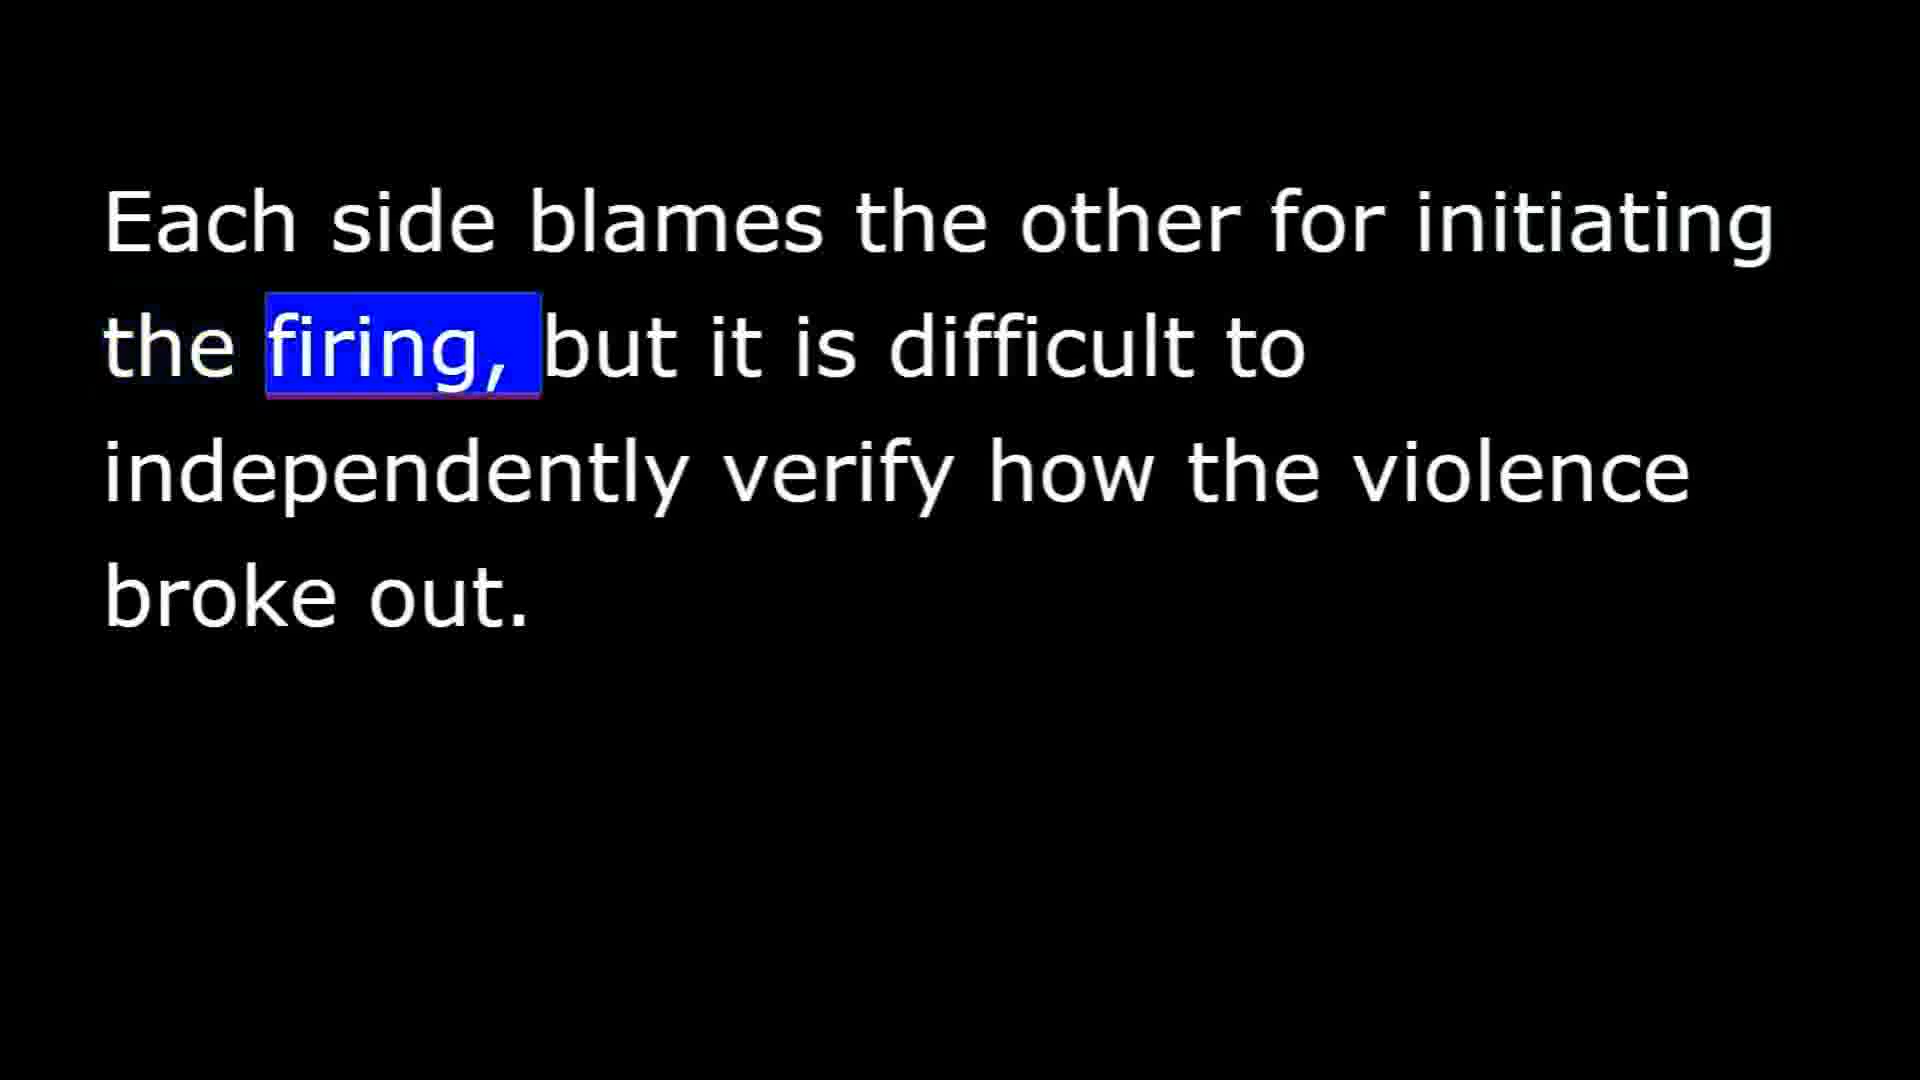 Each side blames the other for initiating
the firing, but it is difficult to
independently verify how the violence
broke out.